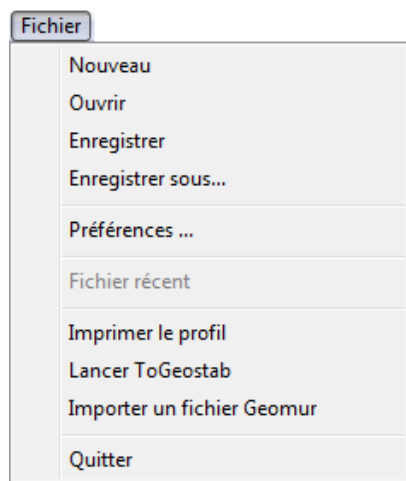 Fichier
Nouveau
Ouvrir
Enregistrer
Enregistrer sous...
Préférences ...
Fichier récent
Imprimer le profil
Lancer ToGeostab
Importer un fichier Geomur
Quitter